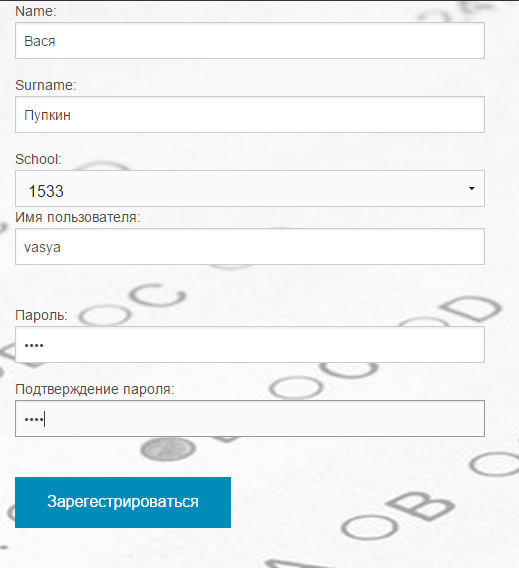 Name:
Вася
Surname:
Пупкин
School:
1533
Имя пользователя:
vasya
Пароль:
••••
Подтверждение пароля:
••••
Зарегестрироваться